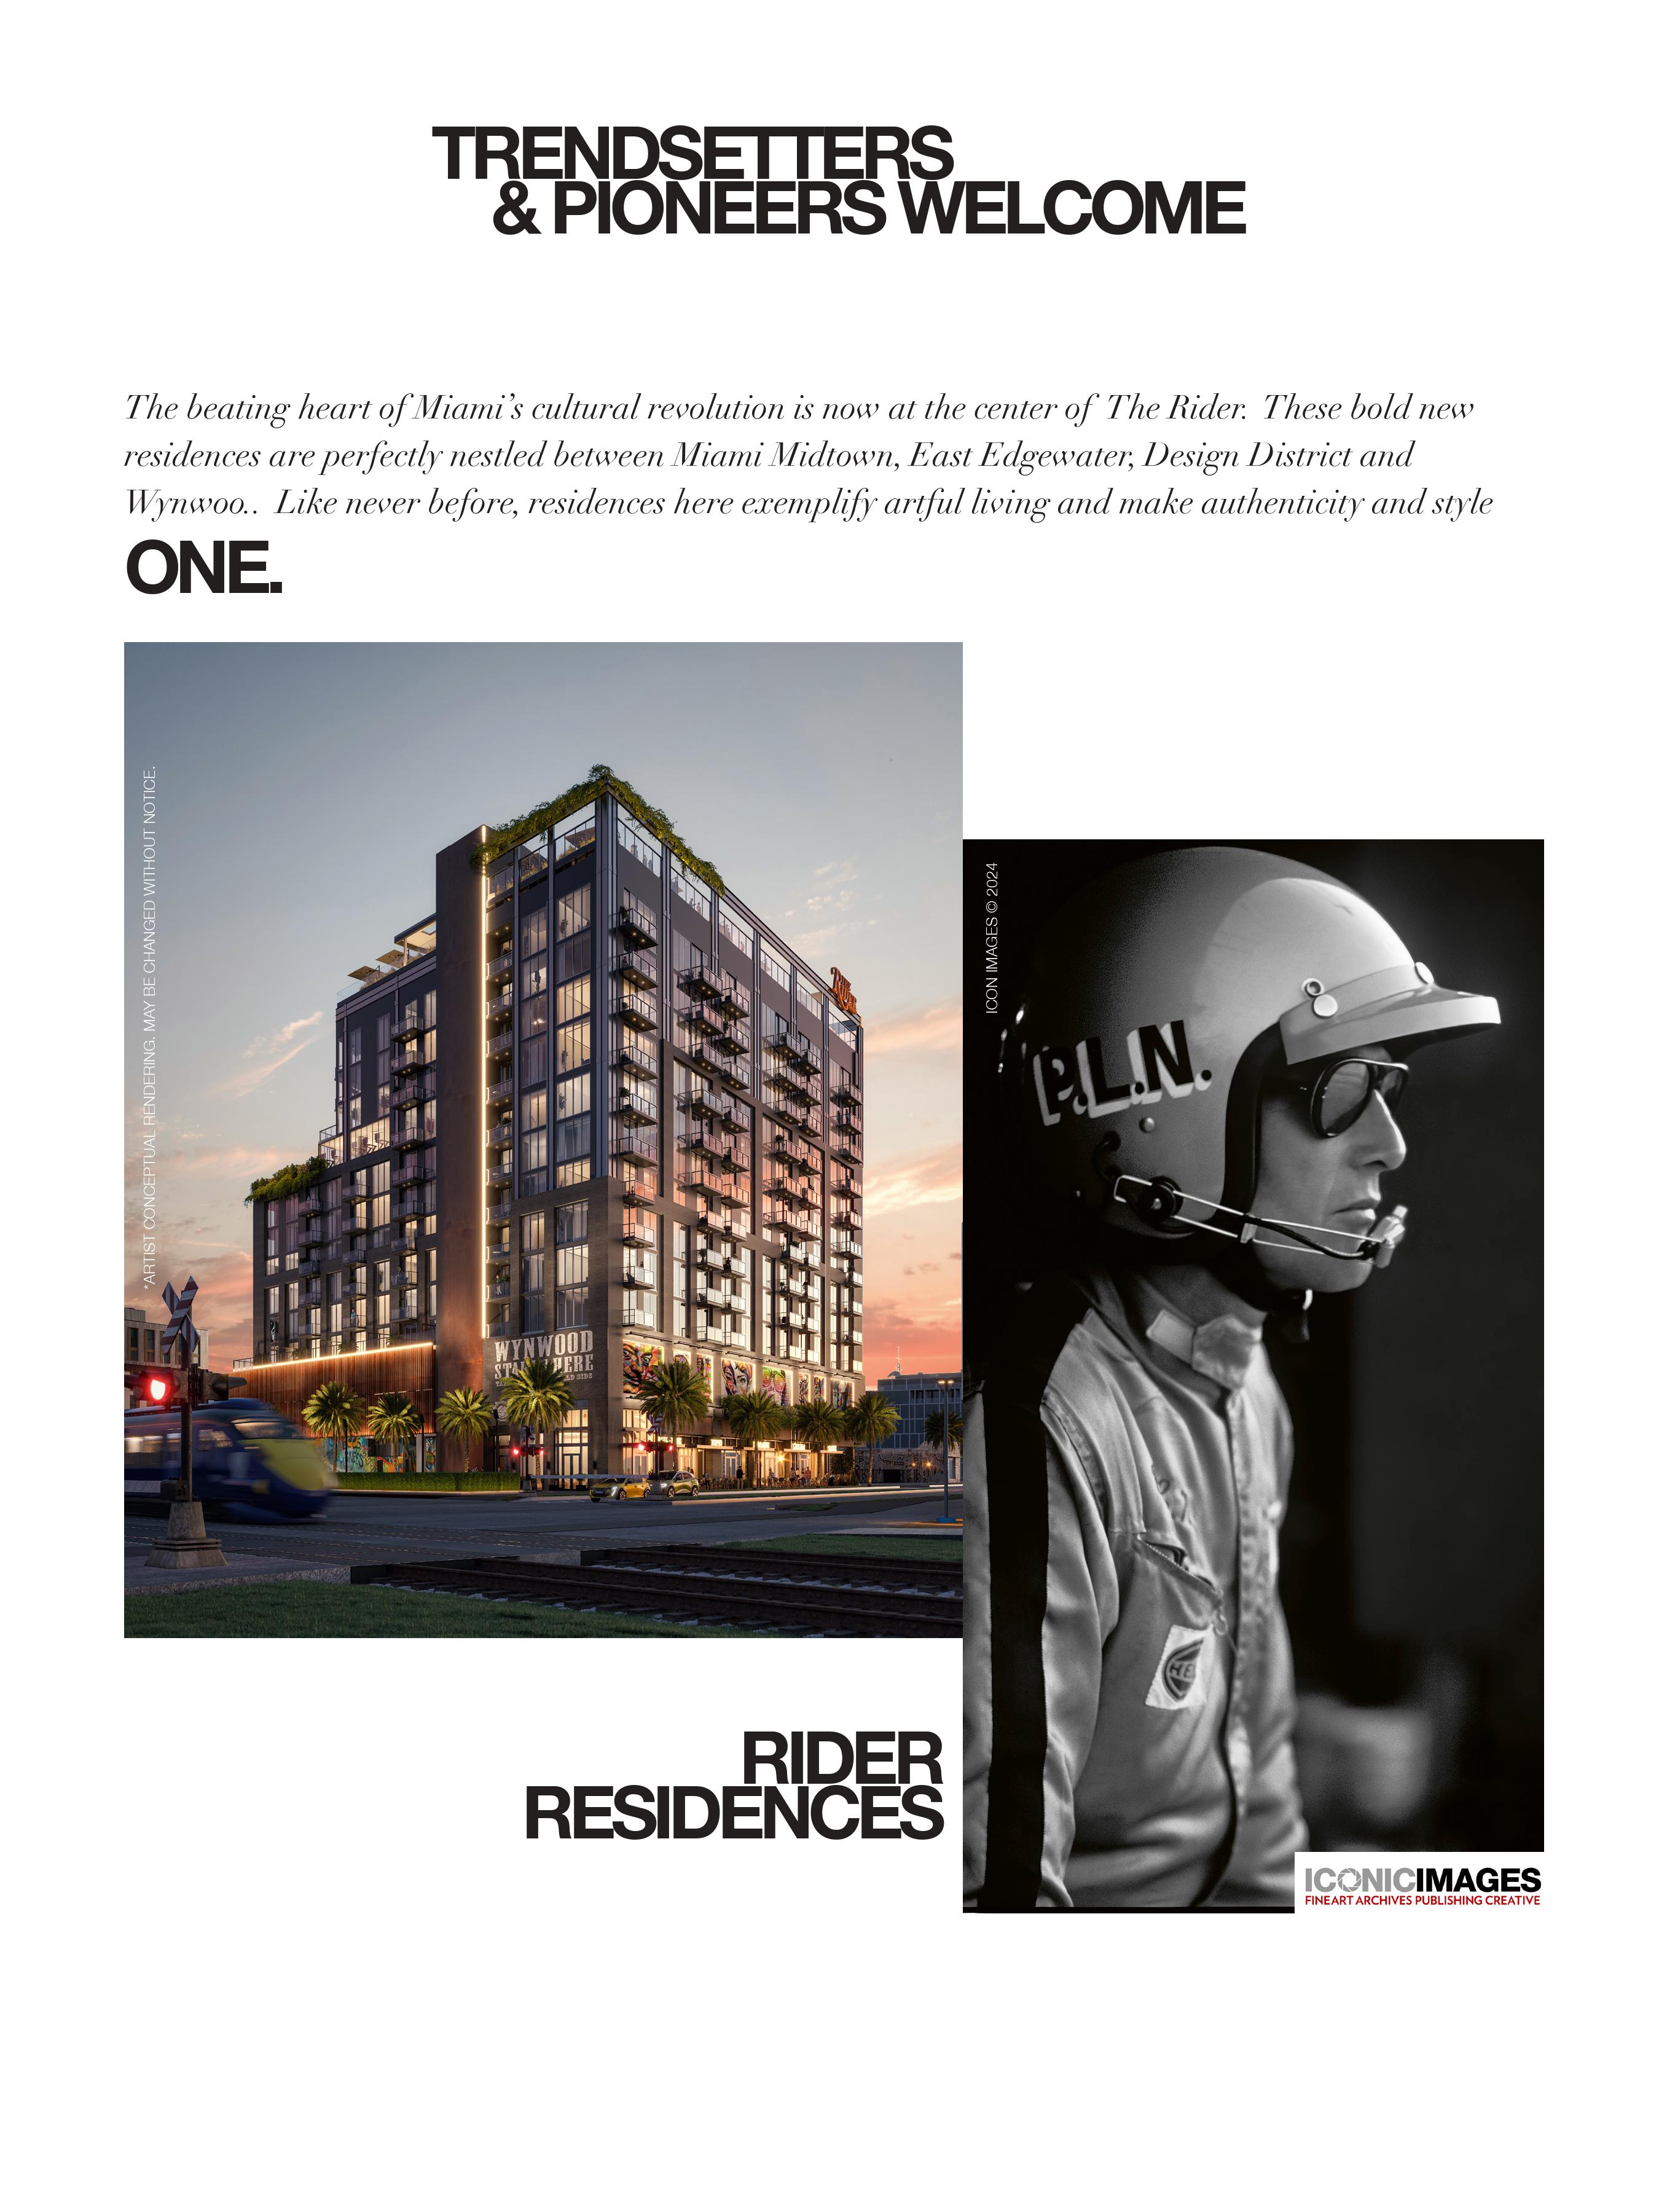 TRENDSETTERS
& PIONEERS WELCOME
The beating heart of Miami’s cultural revolution is now at the center of The Rider. These bold new
residences are perfectly nestled between Miami Midtown, East Edgewater, Design District and
Wynwoo.. Like never before, residences here exemplify artful living and make authenticity and style
ONE.
*ARTIST CONCEPTUAL RENDERING. MAY BE CHANGED WITHOUT NOTICE.
WYNWOOD
ICON IMAGES © 2024
P.L.N.
RIDER
RESIDENCES
ICONICIMAGES
FINEART ARCHIVES PUBLISHING CREATIVE